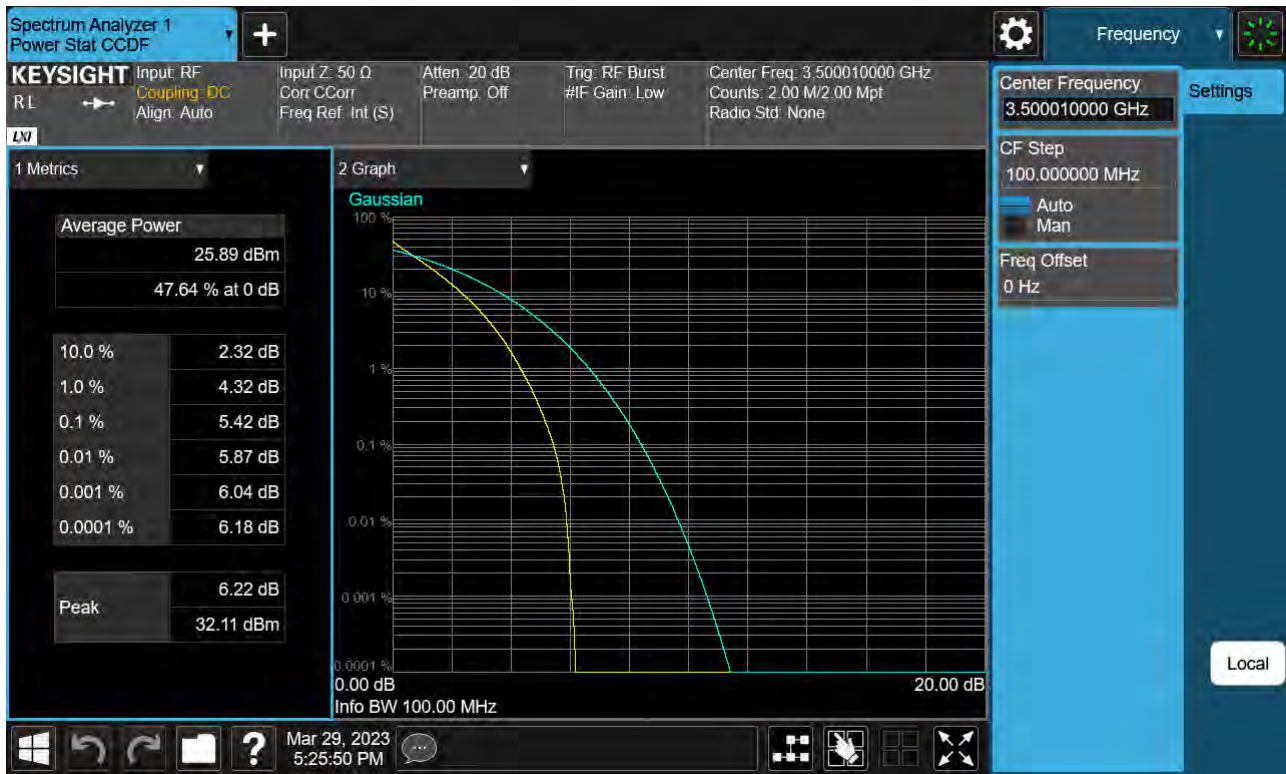 Spectrum Analyzer 1
Power Stat CCDF
Frequency
KEYSIGHT
R L
LXI
Input: RF
Coupling: DC
Align: Auto
Input Z: 50 Ω
Corr CCorr
Freq Ref: Int (S)
Atten: 20 dB
Preamp: Off
Trig: RF Burst
#IF Gain: Low
Center Freq: 3.500010000 GHz
Counts: 2.00 M/2.00 Mpt
Radio Std: None
Center Frequency
3.500010000 GHz
Settings
CF Step
100.000000 MHz
Auto
Man
Freq Offset
0 Hz
Local
1 Metrics
Average Power
25.89 dBm
47.64 % at 0 dB
10.0 % 2.32 dB
1.0 % 4.32 dB
0.1 % 5.42 dB
0.01 % 5.87 dB
0.001 % 6.04 dB
0.0001 % 6.18 dB
Peak
6.22 dB
32.11 dBm
2 Graph
Gaussian
100 %
10 %
1 %
0.1 %
0.01 %
0.001 %
0.0001 %
0.00 dB 20.00 dB
Info BW 100.00 MHz
?
Mar 29, 2023
5:25:50 PM